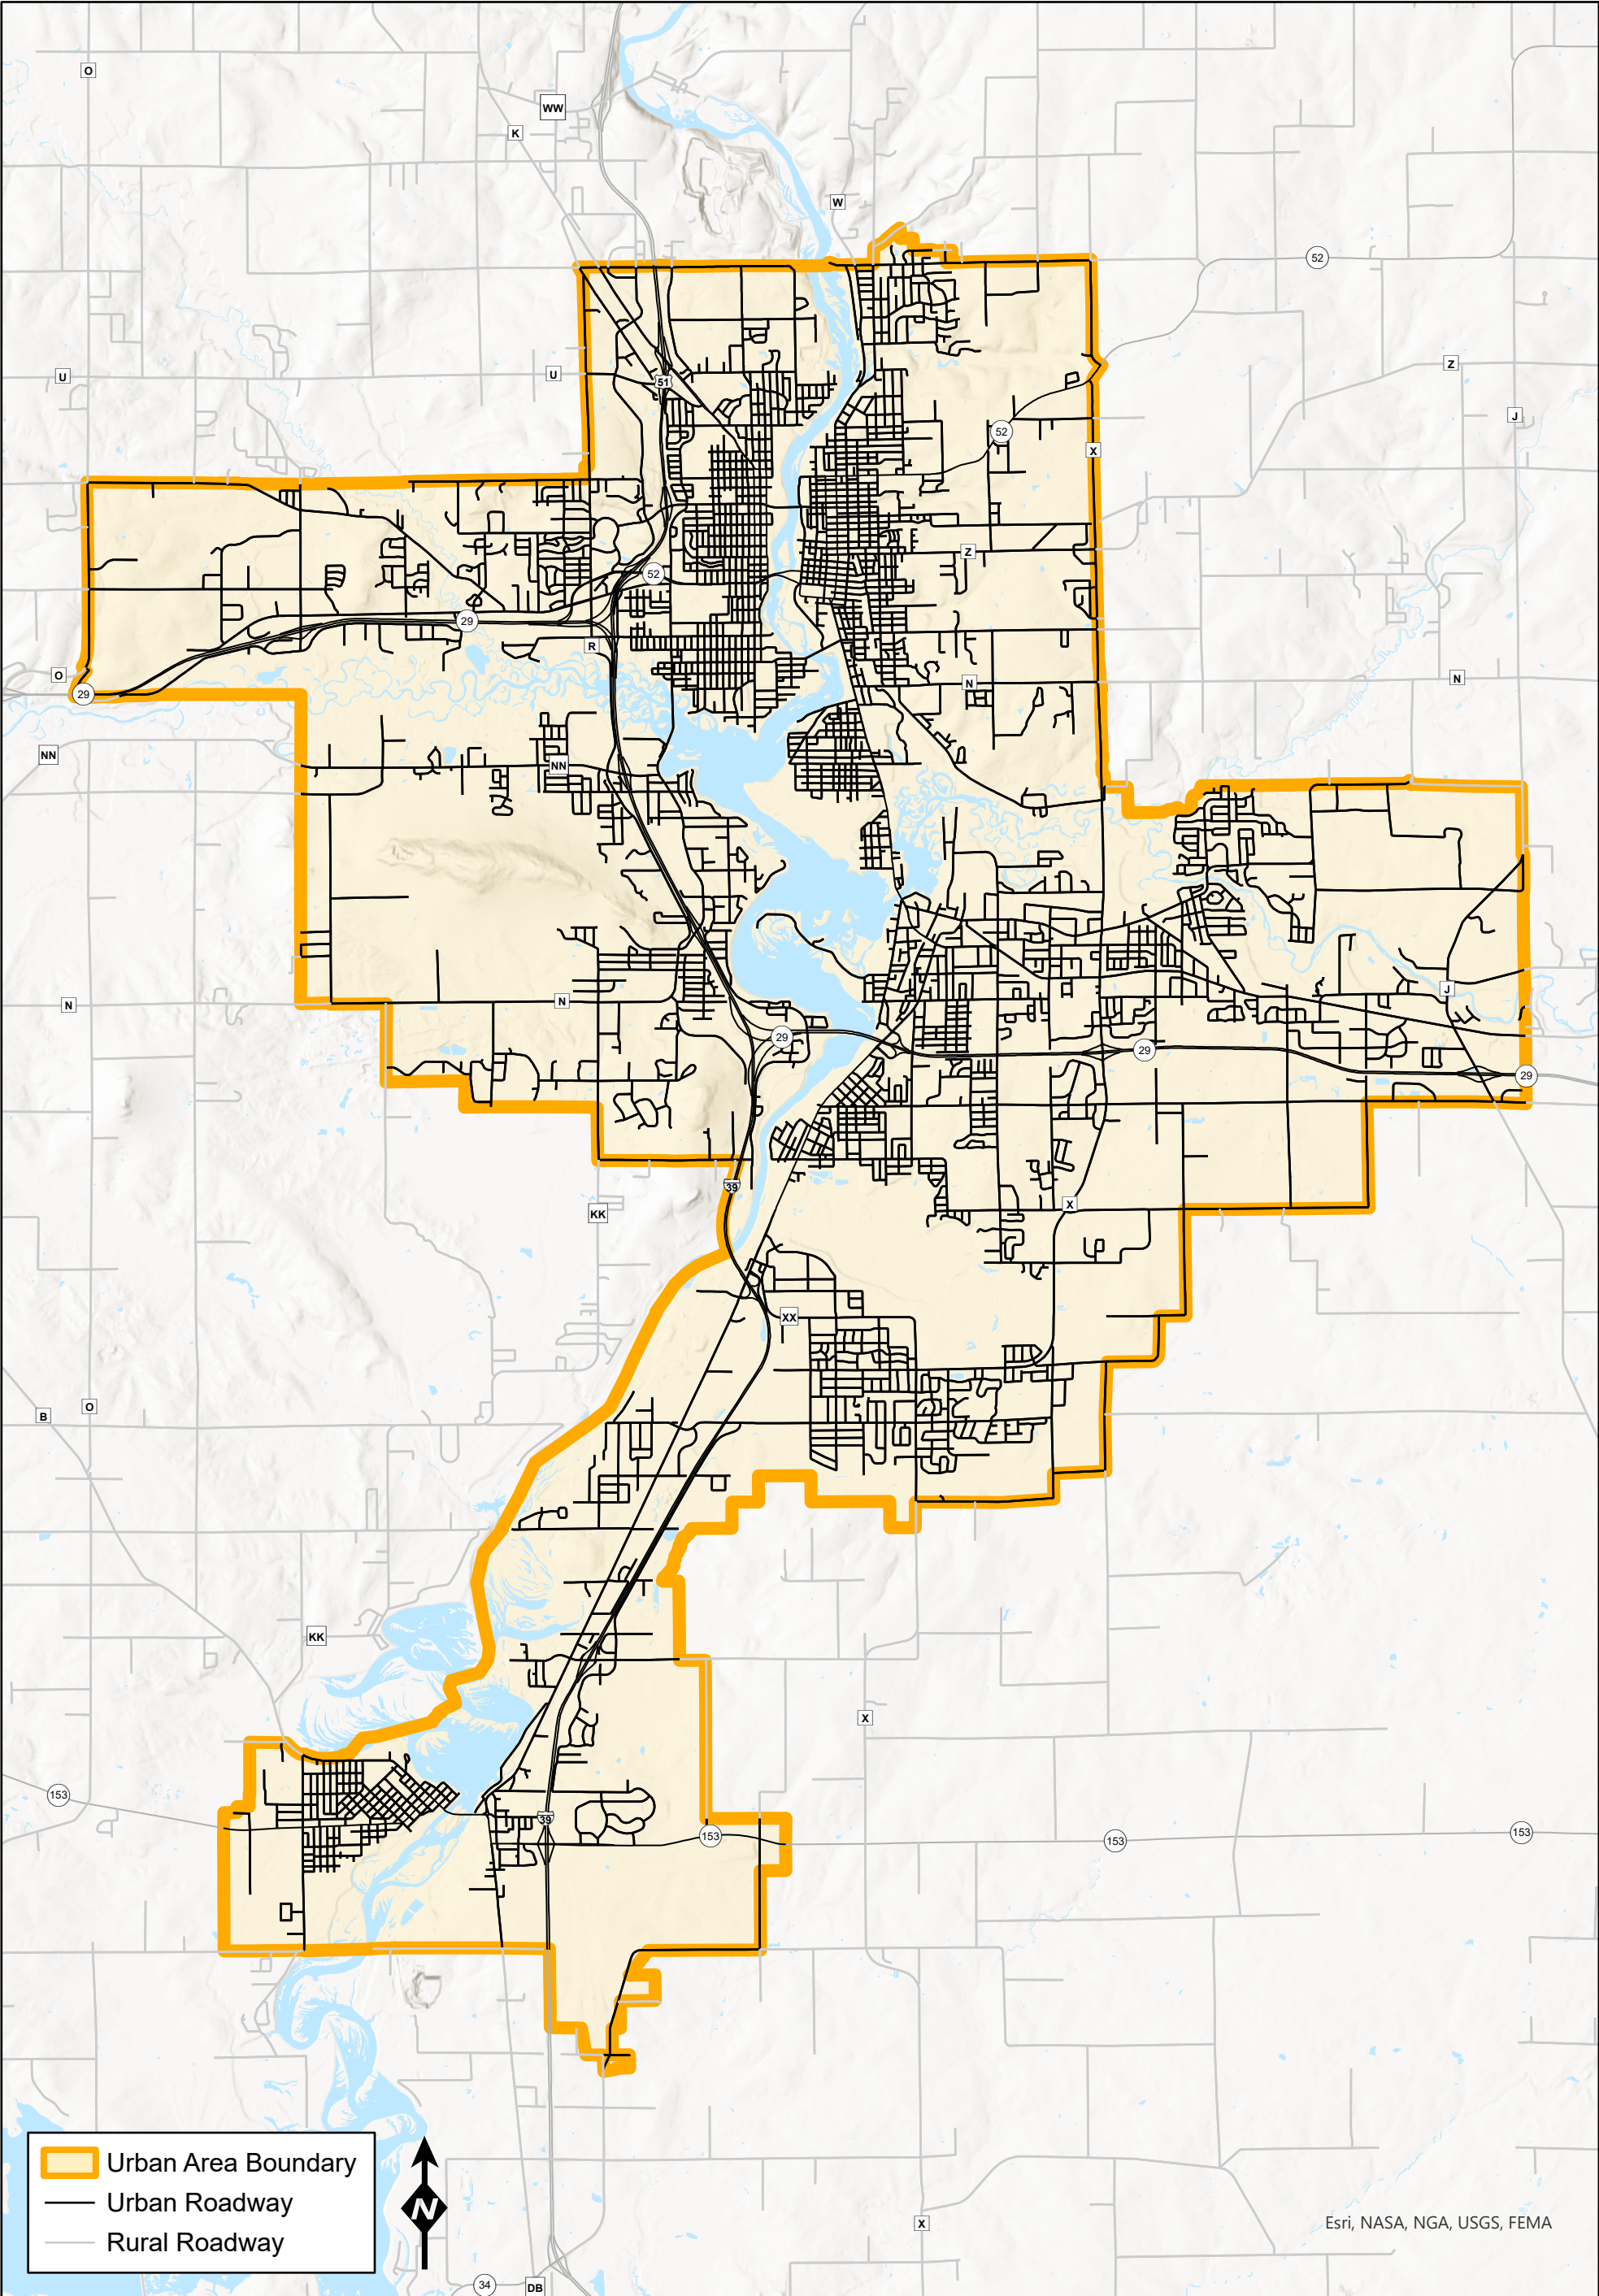 O
WW
K
W
52
U
U
51
Z
J
52
X
Z
52
29
R
O
29
N
N
NN
NN
N
N
J
29
29
29
39
KK
X
XX
O
B
KK
X
153
39
153
153
153
Urban Area Boundary
Urban Roadway
Rural Roadway
N
X
Esri, NASA, NGA, USGS, FEMA
34
DB